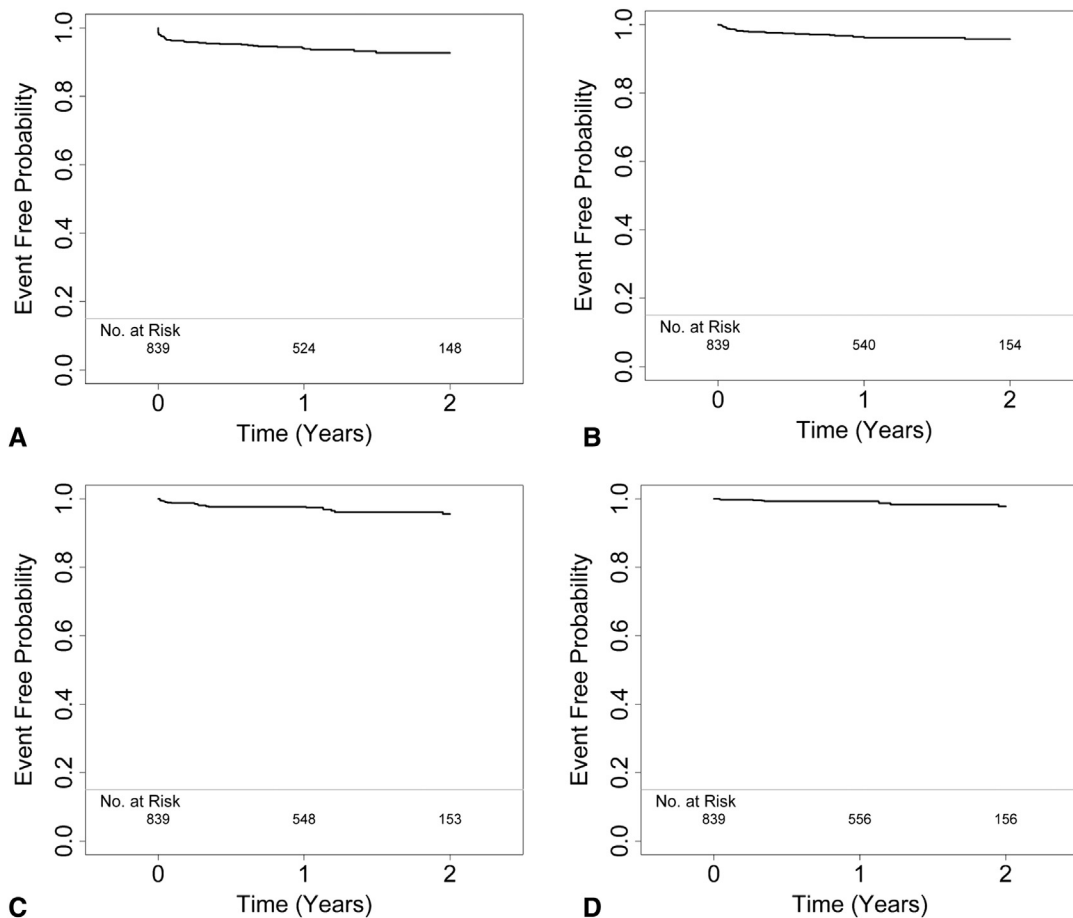 Event Free Probability
1.0
0.8
0.6
0.4
0.2
0.0
No. at Risk
839 524 148
0 1 2
Time (Years)
A
Event Free Probability
1.0
0.8
0.6
0.4
0.2
0.0
No. at Risk
839 540 154
0 1 2
Time (Years)
B
Event Free Probability
1.0
0.8
0.6
0.4
0.2
0.0
No. at Risk
839 548 153
0 1 2
Time (Years)
C
Event Free Probability
1.0
0.8
0.6
0.4
0.2
0.0
No. at Risk
839 556 156
0 1 2
Time (Years)
D